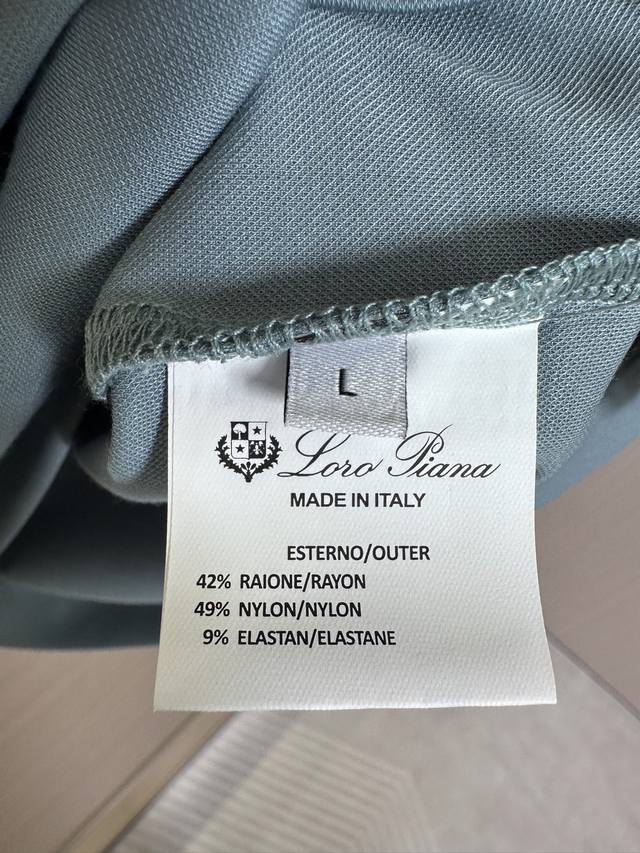 L
Loro Piana
MADE IN ITALY
ESTERNO/OUTER
42% RAIONE/RAYON
49% NYLON/NYLON
9% ELASTAN/ELASTANE